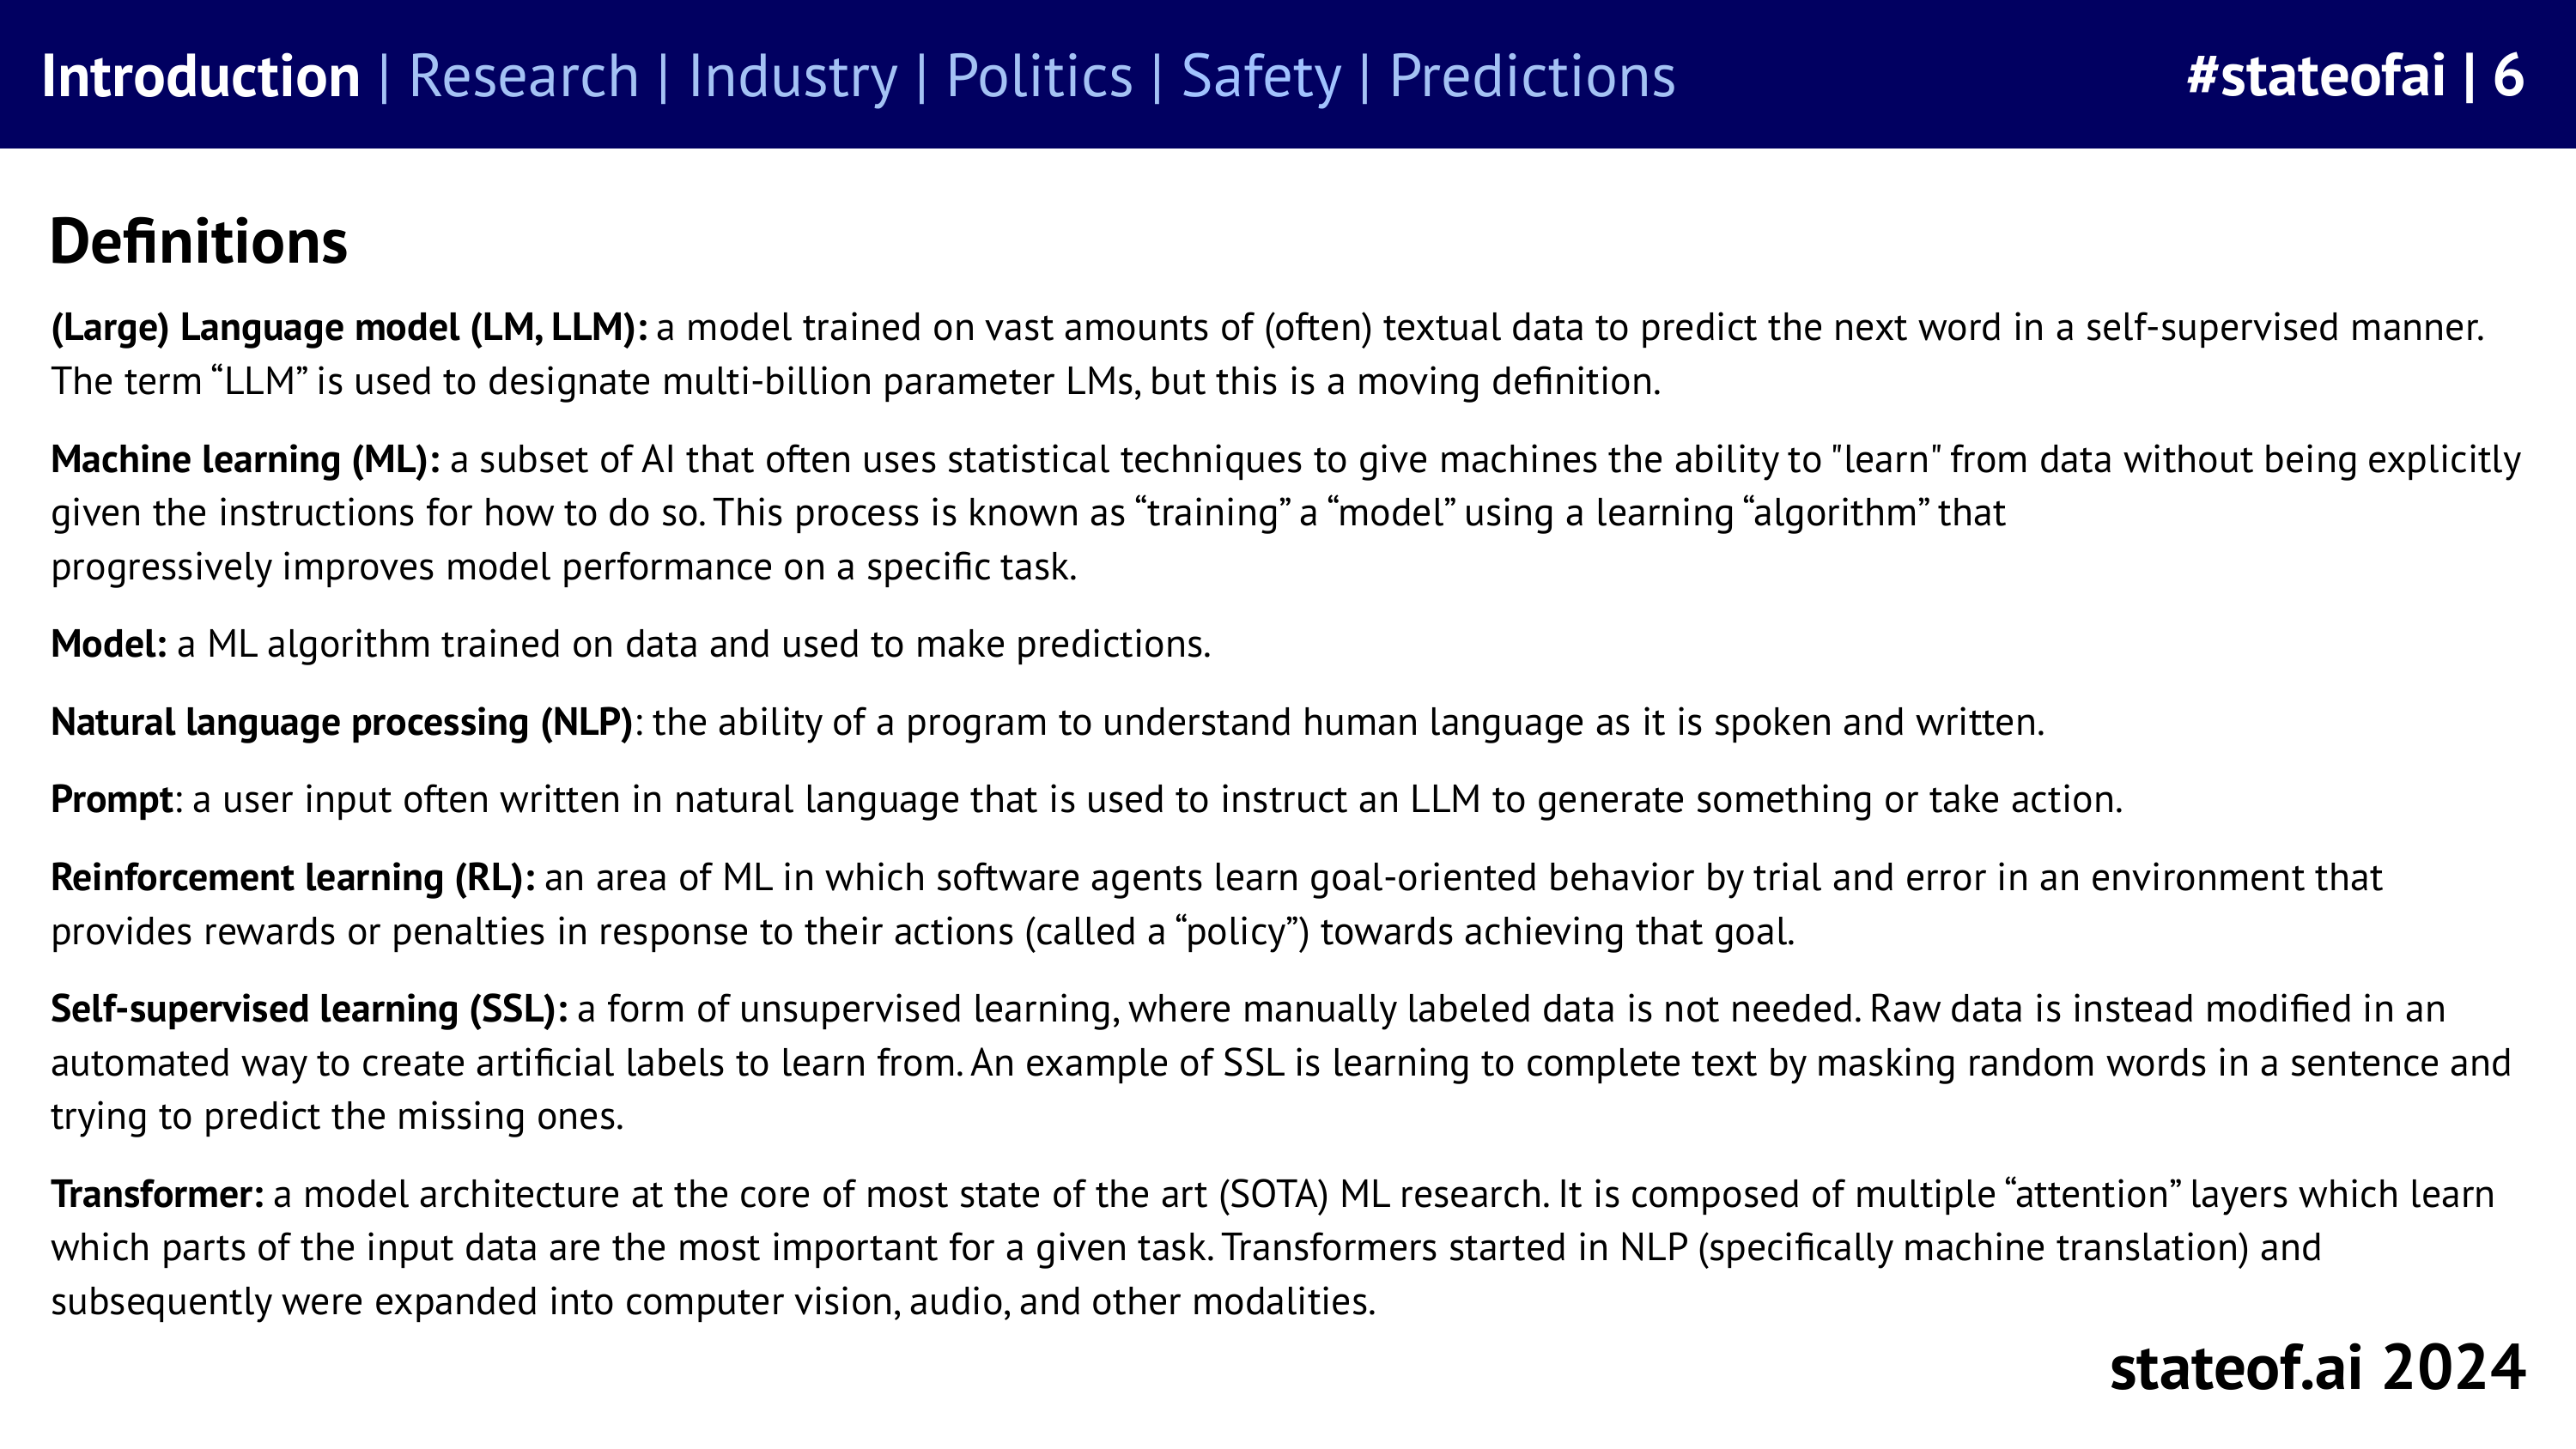 Introduction | Research | Industry | Politics | Safety | Predictions
#stateofai | 6
Definitions
(Large) Language model (LM, LLM): a model trained on vast amounts of (often) textual data to predict the next word in a self-supervised manner.
The term “LLM” is used to designate multi-billion parameter LMs, but this is a moving definition.
Machine learning (ML): a subset of AI that often uses statistical techniques to give machines the ability to "learn" from data without being explicitly
given the instructions for how to do so. This process is known as “training” a “model” using a learning “algorithm” that
progressively improves model performance on a specific task.
Model: a ML algorithm trained on data and used to make predictions.
Natural language processing (NLP): the ability of a program to understand human language as it is spoken and written.
Prompt: a user input often written in natural language that is used to instruct an LLM to generate something or take action.
Reinforcement learning (RL): an area of ML in which software agents learn goal-oriented behavior by trial and error in an environment that
provides rewards or penalties in response to their actions (called a “policy”) towards achieving that goal.
Self-supervised learning (SSL): a form of unsupervised learning, where manually labeled data is not needed. Raw data is instead modified in an
automated way to create artificial labels to learn from. An example of SSL is learning to complete text by masking random words in a sentence and
trying to predict the missing ones.
Transformer: a model architecture at the core of most state of the art (SOTA) ML research. It is composed of multiple “attention” layers which learn
which parts of the input data are the most important for a given task. Transformers started in NLP (specifically machine translation) and
subsequently were expanded into computer vision, audio, and other modalities.
stateof.ai 2024